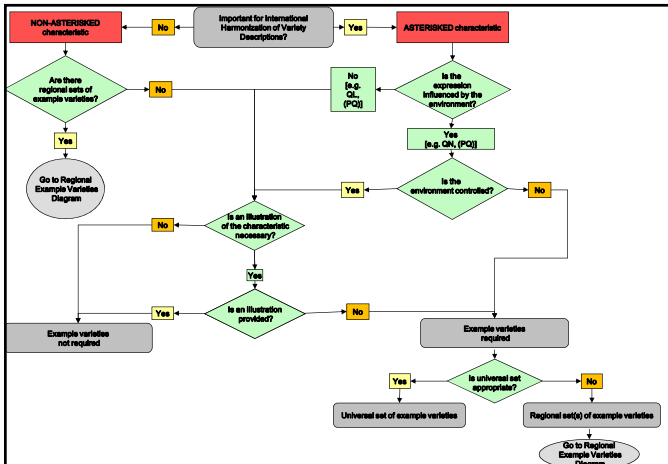 NON-ASTERISKED
characteristic
No
Important for International
Harmonization of Variety
Descriptions?
Yes
ASTERISKED characteristic
Are there
regional sets of
example varieties?
No
No
[e.g.
QL,
(PQ)]
Is the
expression
influenced by the
environment?
Yes
Yes
[e.g. QN, (PQ)]
Go to Regional
Example Varieties
Diagram
Yes
Is the
environment controlled?
No
No
Is an illustration
of the characteristic
necessary?
Yes
Yes
Is an illustration
provided?
No
Example varieties
not required
Example varieties
required
Yes
Is universal set
appropriate?
No
Universal set of example varieties
Regional set(s) of example varieties
Go to Regional
Example Varieties
Diagram